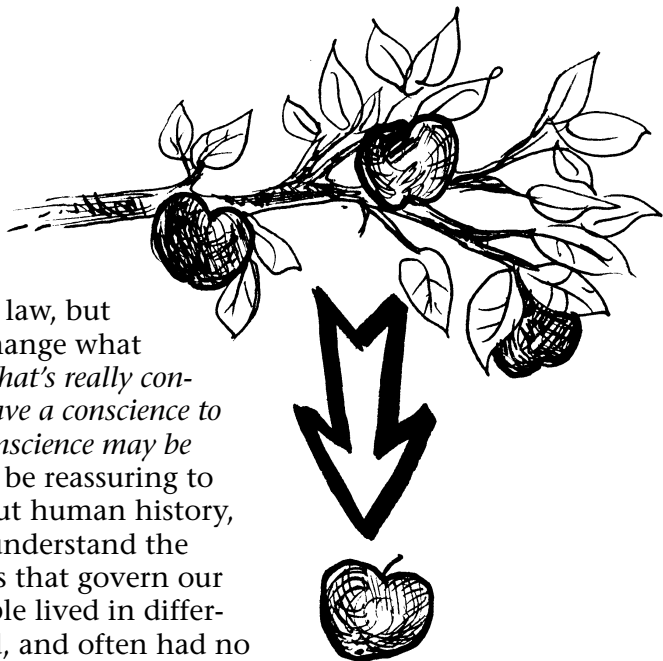 law, but
hange what
hat's really con-
ave a conscience to
nscience may be
be reassuring to
ut human history,
understand the
s that govern our
ple lived in differ-
l, and often had no